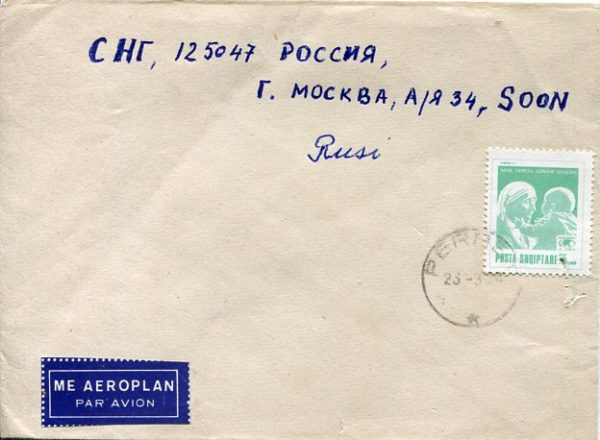 СНГ, 125047 РОССИЯ,
Г. МОСКВА, А/Я 34, SOON
Rusi
POSTA SHQIPTARE
ME AEROPLAN
PAR AVION